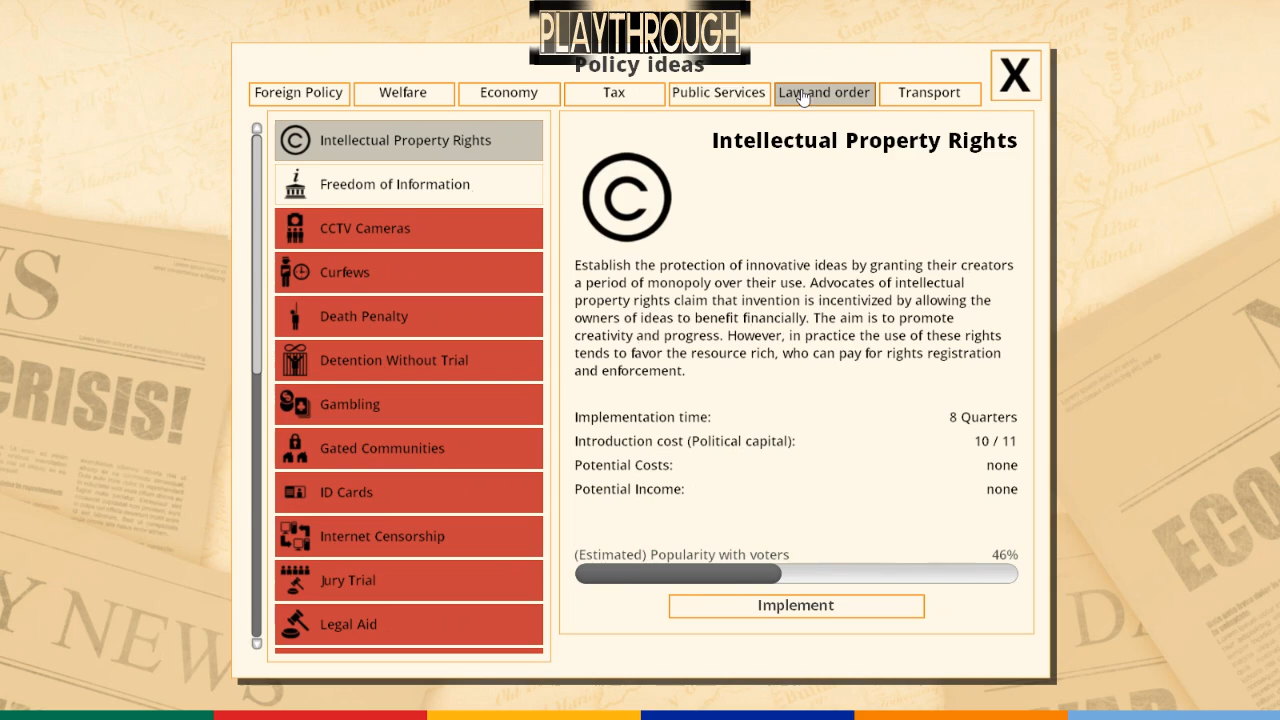 PLAYTHROUGH
Policy ideas
X
Foreign Policy
Welfare
Economy
Tax
Public Services
Law and order
Transport
Intellectual Property Rights
Freedom of Information
CCTV Cameras
Curfews
Death Penalty
Detention Without Trial
Gambling
Gated Communities
ID Cards
Internet Censorship
Jury Trial
Legal Aid
Intellectual Property Rights
Establish the protection of innovative ideas by granting their creators
a period of monopoly over their use. Advocates of intellectual
property rights claim that invention is incentivized by allowing the
owners of ideas to benefit financially. The aim is to promote
creativity and progress. However, in practice the use of these rights
tends to favor the resource rich, who can pay for rights registration
and enforcement.
Implementation time: 8 Quarters
Introduction cost (Political capital): 10 / 11
Potential Costs: none
Potential Income: none
(Estimated) Popularity with voters 46%
Implement
CRISIS!
Y NEWS
ECO